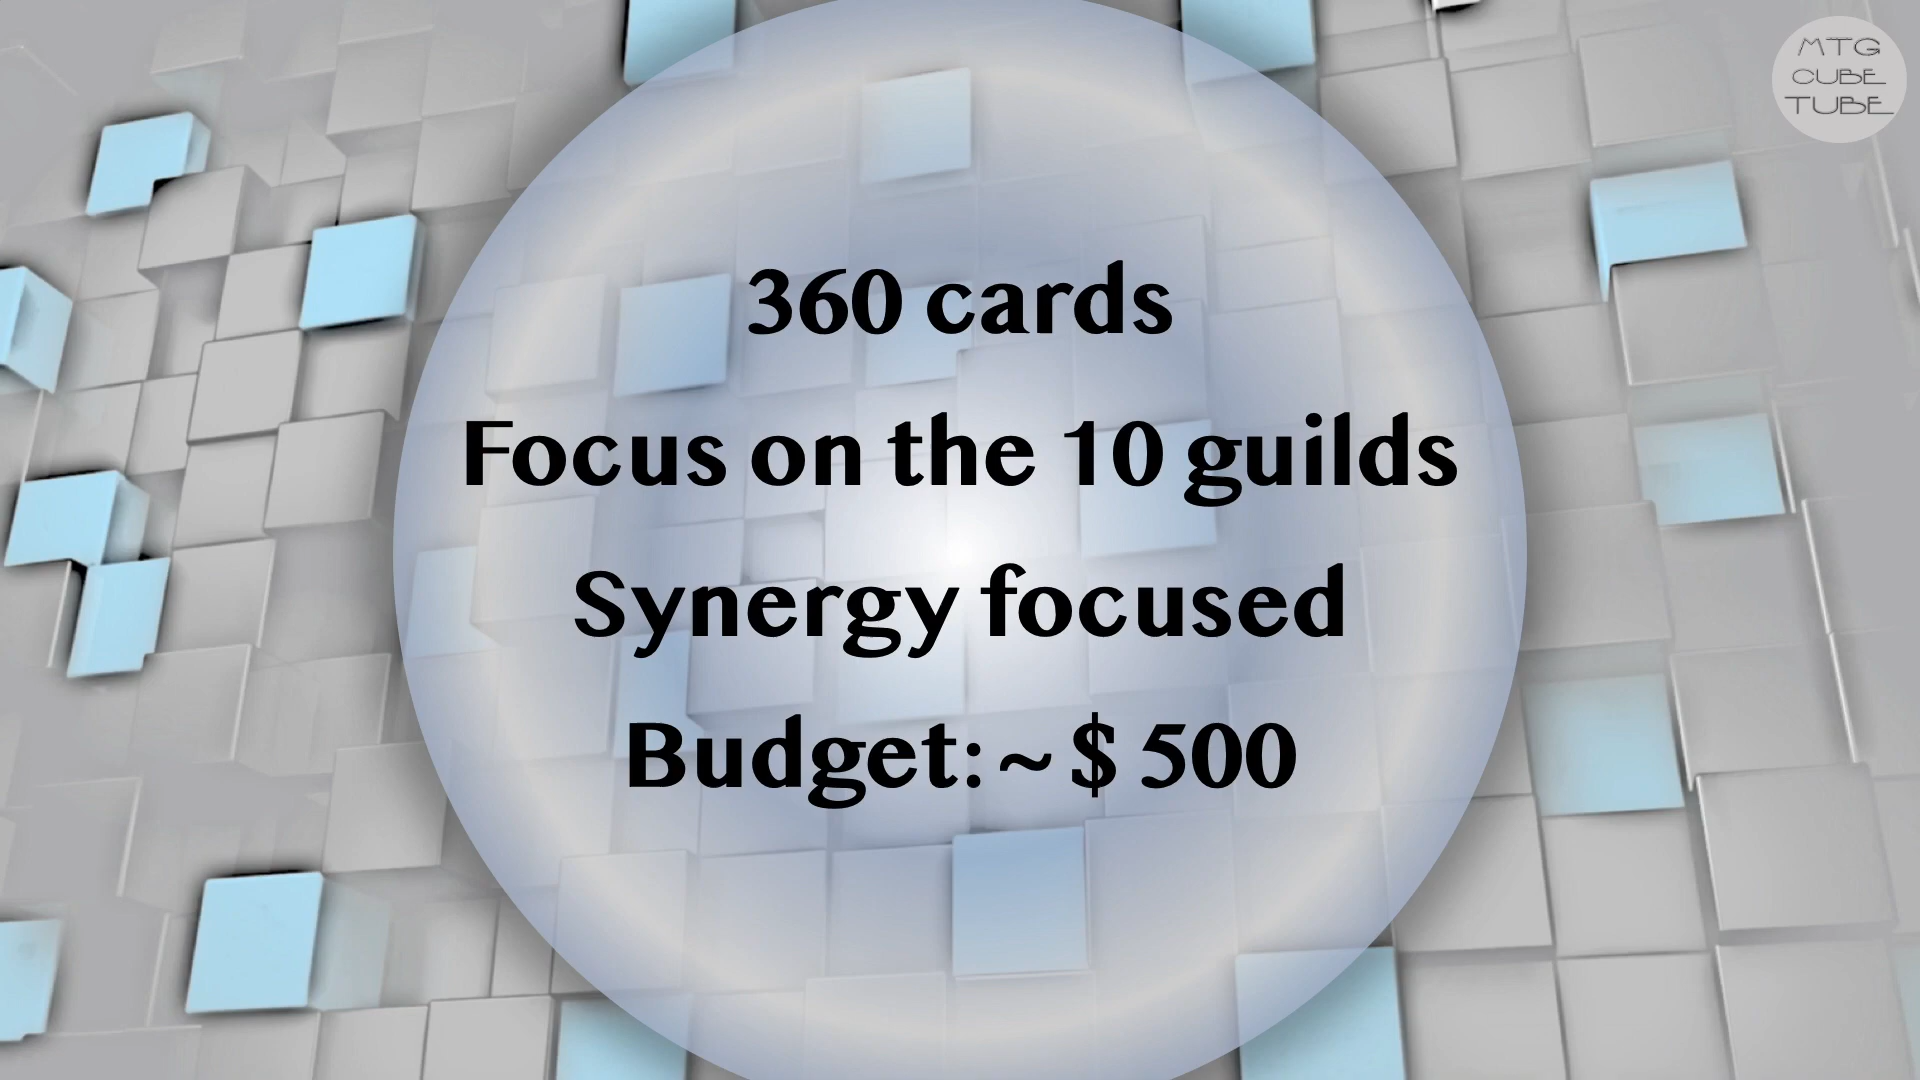 MTG
CUBE
TUBE
360 cards
Focus on the 10 guilds
Synergy focused
Budget: ~ $ 500